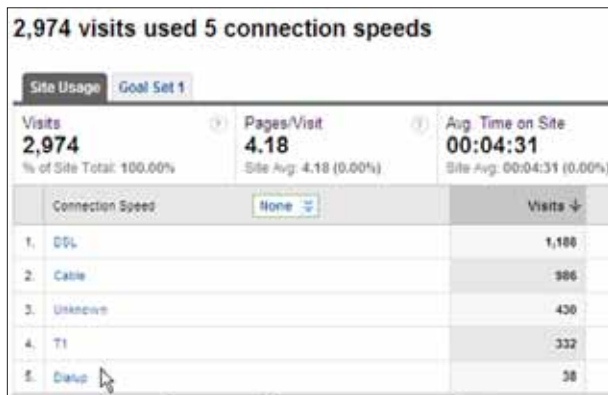 2,974 visits used 5 connection speeds
Site Usage Goal Set 1
Visits Pages/Visit Avg. Time on Site
2,974 4.18 00:04:31
% of Site Total: 100.00% Site Avg: 4.18 (0.00%) Site Avg: 00:04:31 (0.00%)
Connection Speed None Visits
1. DSL 1,188
2. Cable 986
3. Unknown 430
4. T1 332
5. Dialup 38